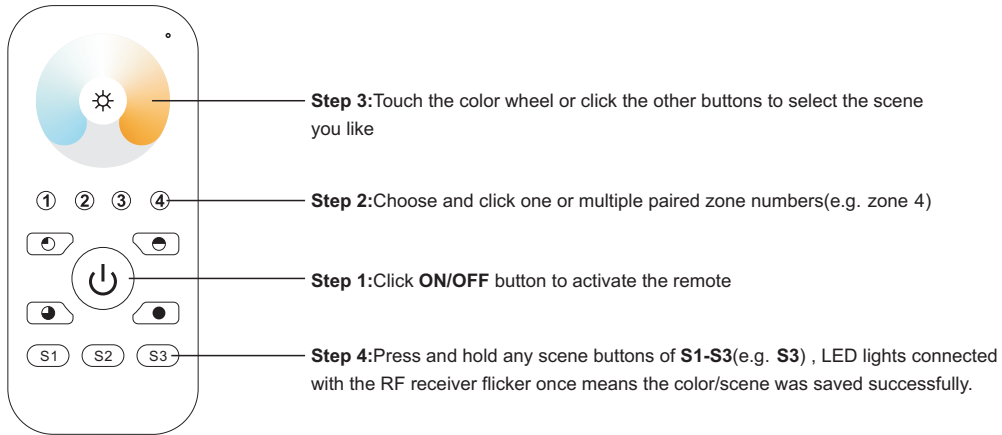 Step 3:Touch the color wheel or click the other buttons to select the scene
you like
1 2 3 4
Step 2:Choose and click one or multiple paired zone numbers(e.g. zone 4)
Step 1:Click ON/OFF button to activate the remote
S1 S2 S3
Step 4:Press and hold any scene buttons of S1-S3(e.g. S3) , LED lights connected
with the RF receiver flicker once means the color/scene was saved successfully.